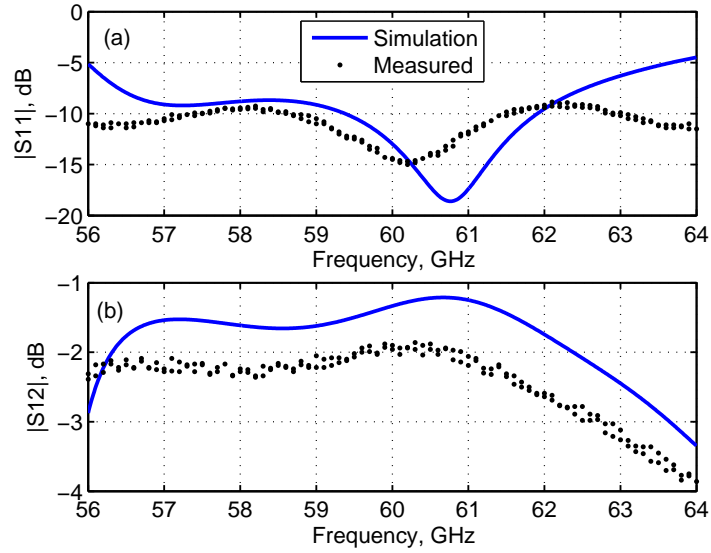 (a)
Simulation
Measured
|S11|, dB
0
−5
−10
−15
−20
56 57 58 59 60 61 62 63 64
Frequency, GHz
(b)
|S12|, dB
−1
−2
−3
−4
56 57 58 59 60 61 62 63 64
Frequency, GHz